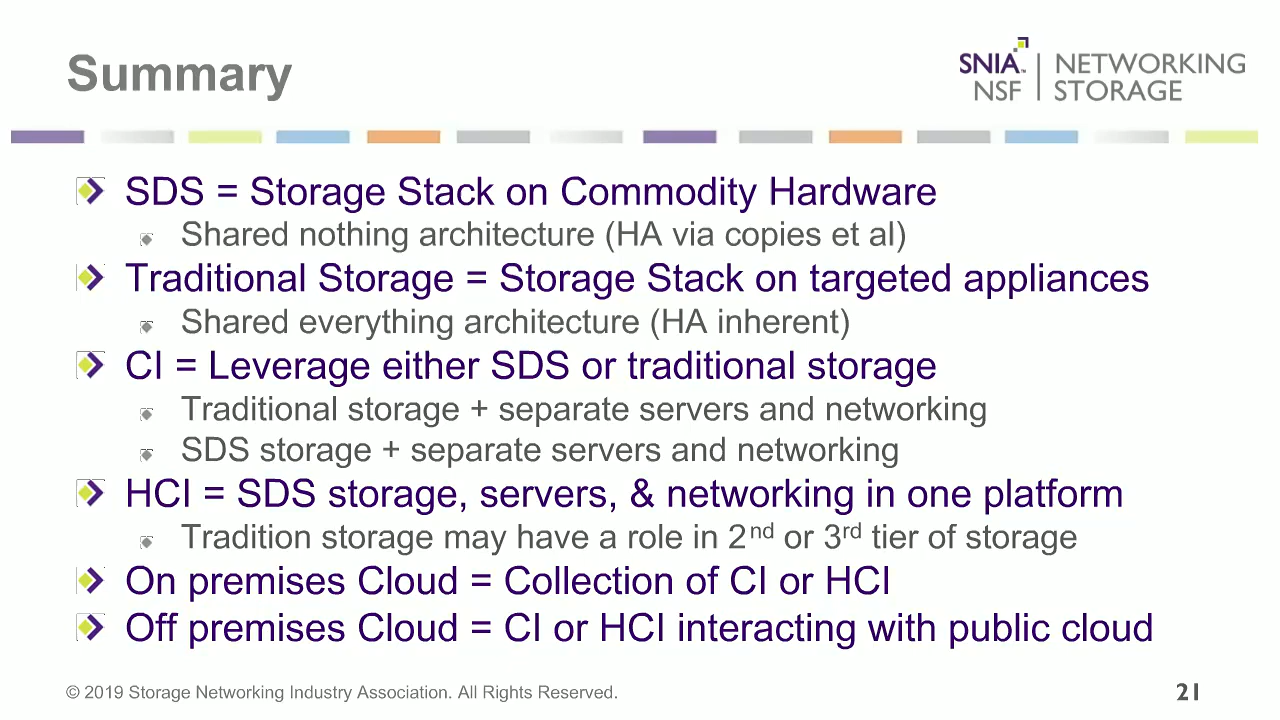 Summary
SNIA™ NSF | NETWORKING STORAGE
SDS = Storage Stack on Commodity Hardware
Shared nothing architecture (HA via copies et al)
Traditional Storage = Storage Stack on targeted appliances
Shared everything architecture (HA inherent)
CI = Leverage either SDS or traditional storage
Traditional storage + separate servers and networking
SDS storage + separate servers and networking
HCI = SDS storage, servers, & networking in one platform
Tradition storage may have a role in 2nd or 3rd tier of storage
On premises Cloud = Collection of CI or HCI
Off premises Cloud = CI or HCI interacting with public cloud
© 2019 Storage Networking Industry Association. All Rights Reserved.
21